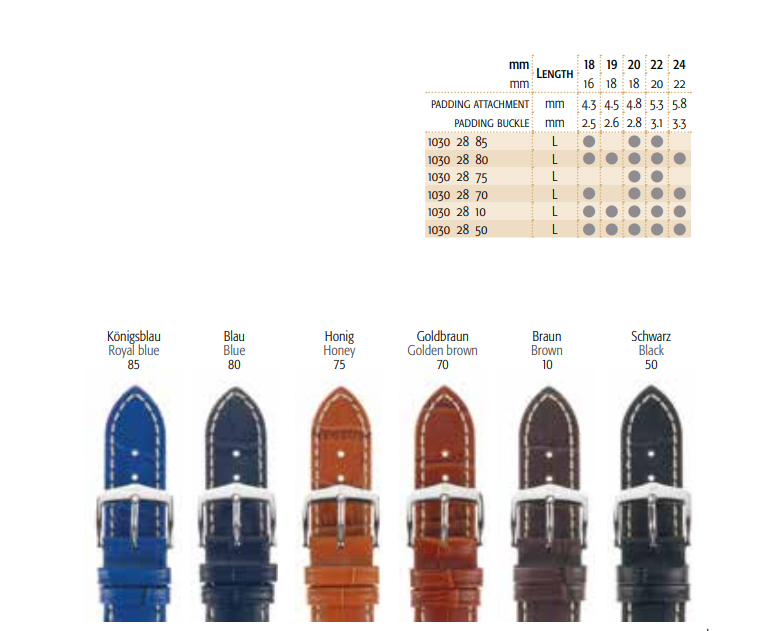 mm LENGTH 18 19 20 22 24
mm 16 18 18 20 22
PADDING ATTACHMENT mm 4.3 4.5 4.8 5.3 5.8
PADDING BUCKLE mm 2.5 2.6 2.8 3.1 3.3
1030 28 85 L
1030 28 80 L
1030 28 75 L
1030 28 70 L
1030 28 10 L
1030 28 50 L
Königsblau Blau Honig Goldbraun Braun Schwarz
Royal blue Blue Honey Golden brown Brown Black
85 80 75 70 10 50